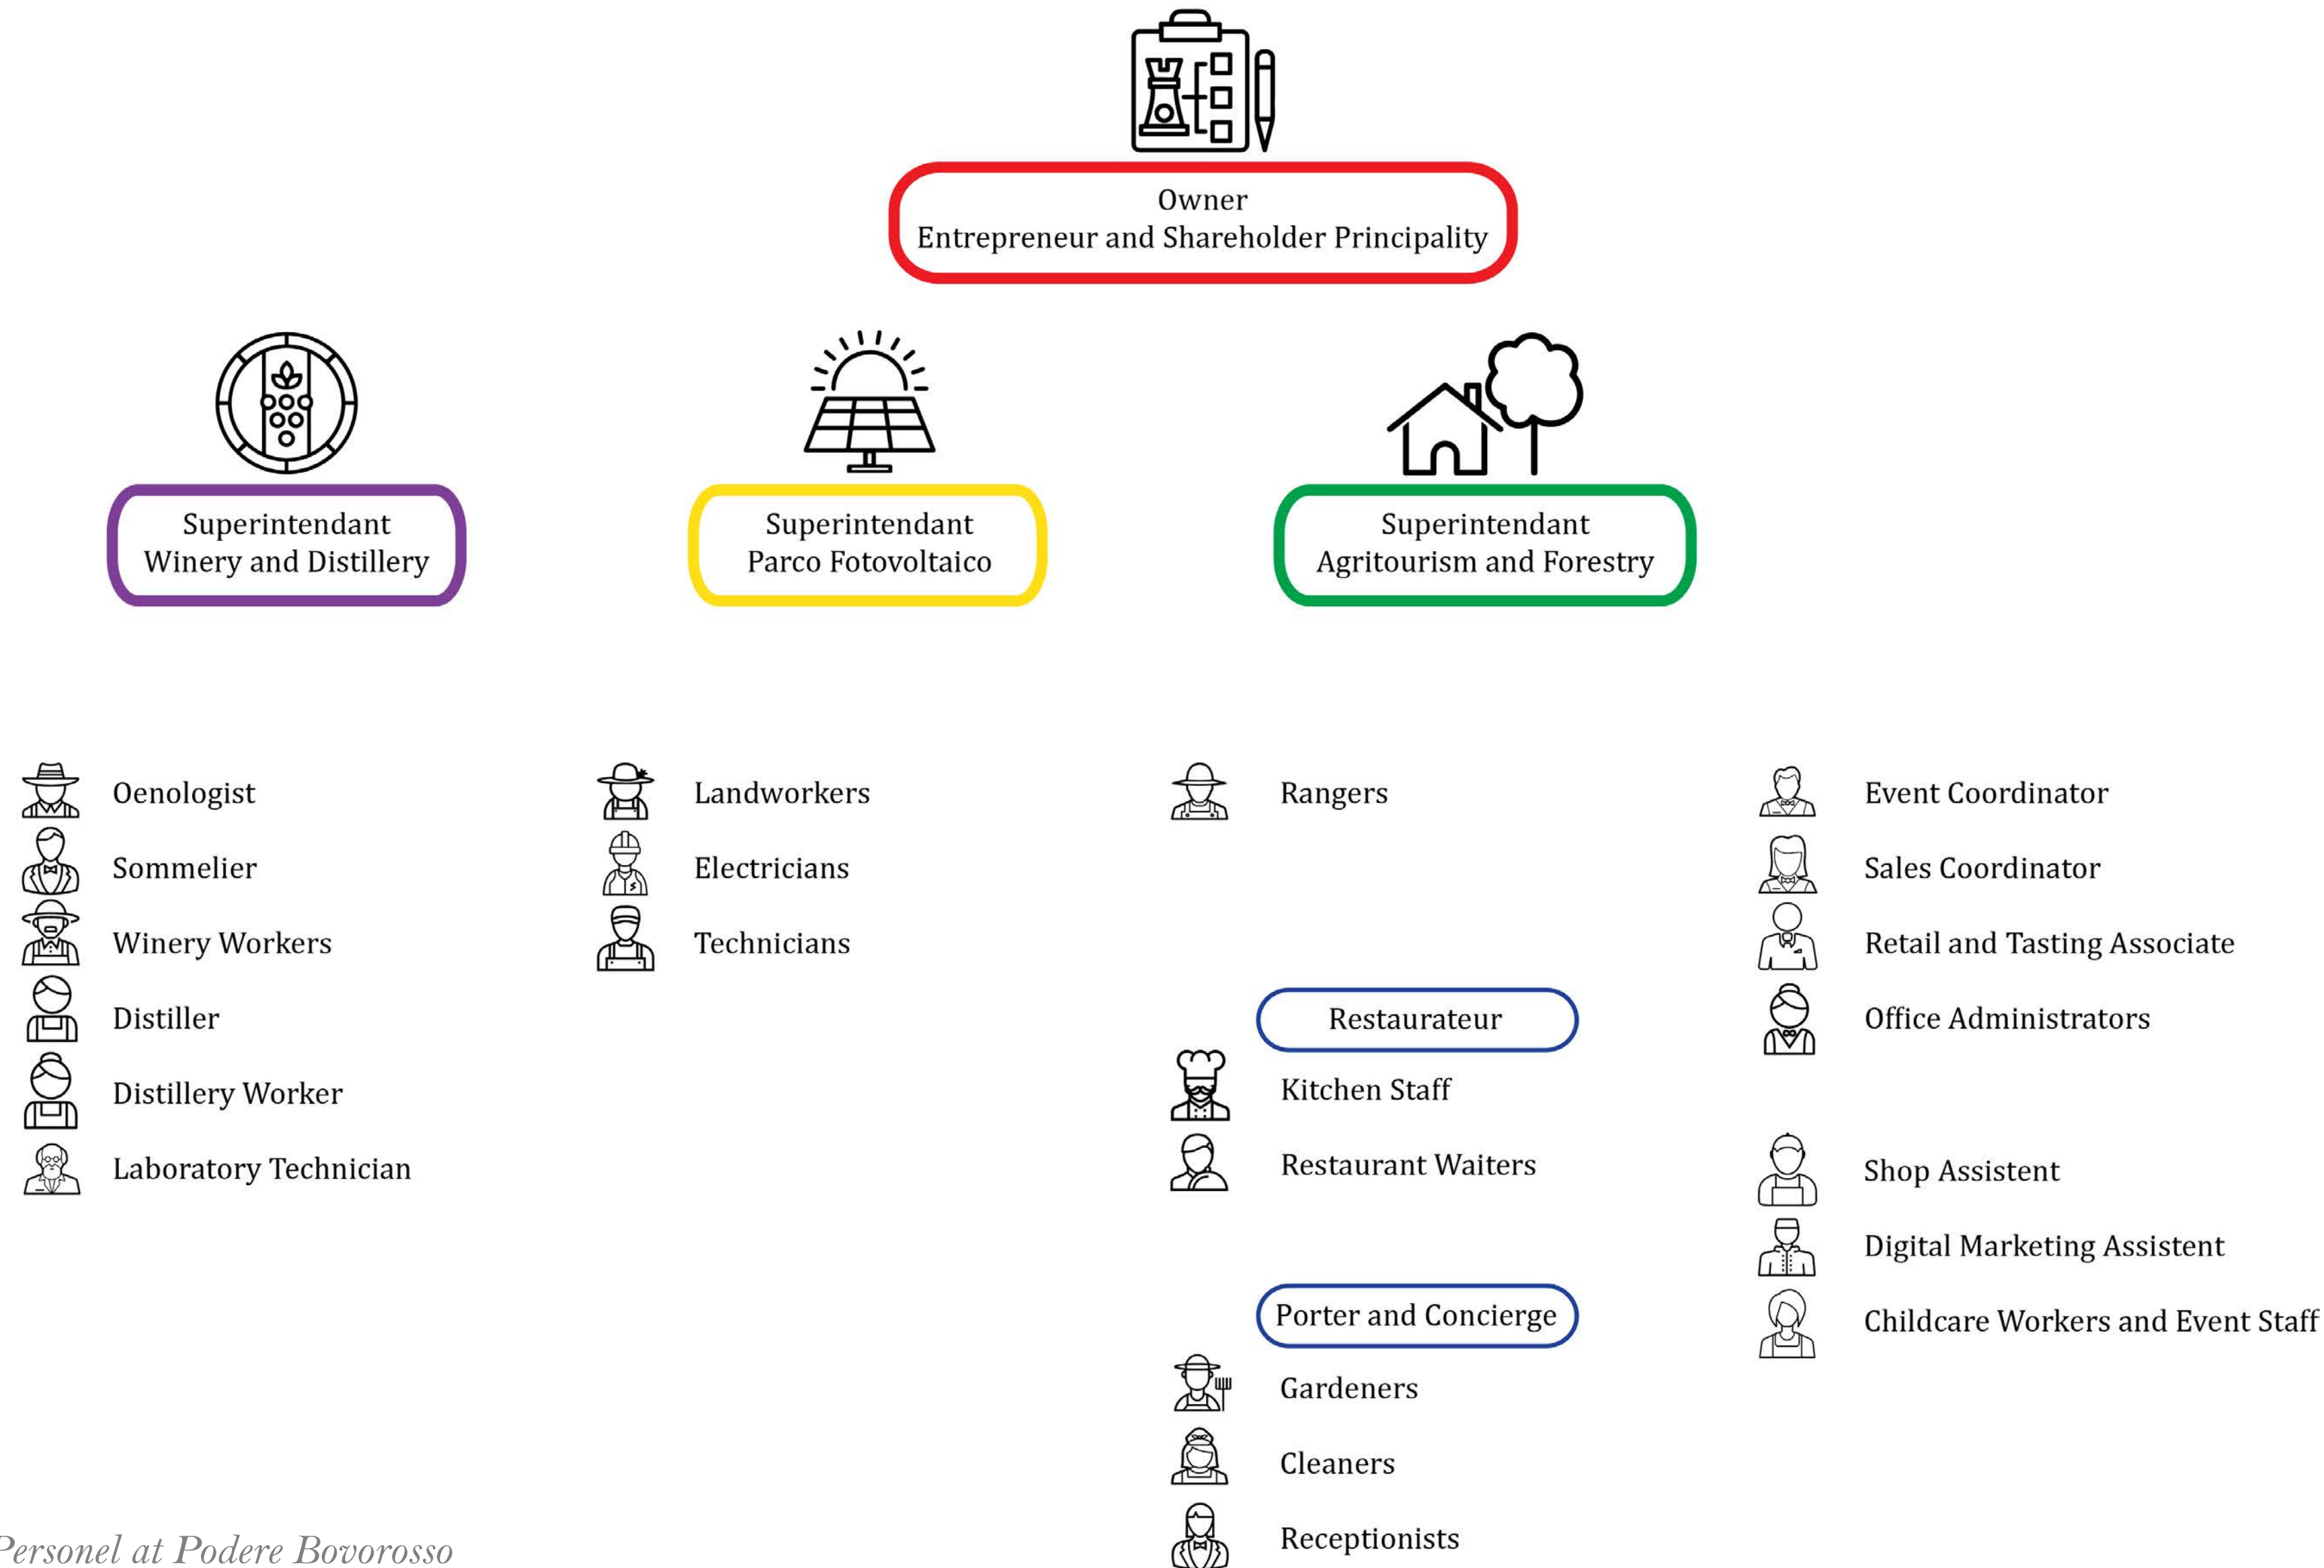 Owner
Entrepreneur and Shareholder Principality
Superintendant
Winery and Distillery
Superintendant
Parco Fotovoltaico
Superintendant
Agritourism and Forestry
Oenologist
Sommelier
Winery Workers
Distiller
Distillery Worker
Laboratory Technician
Landworkers
Electricians
Technicians
Rangers
Restaurateur
Kitchen Staff
Restaurant Waiters
Porter and Concierge
Gardeners
Cleaners
Receptionists
Event Coordinator
Sales Coordinator
Retail and Tasting Associate
Office Administrators
Shop Assistent
Digital Marketing Assistent
Childcare Workers and Event Staff
Personel at Podere Bovorosso